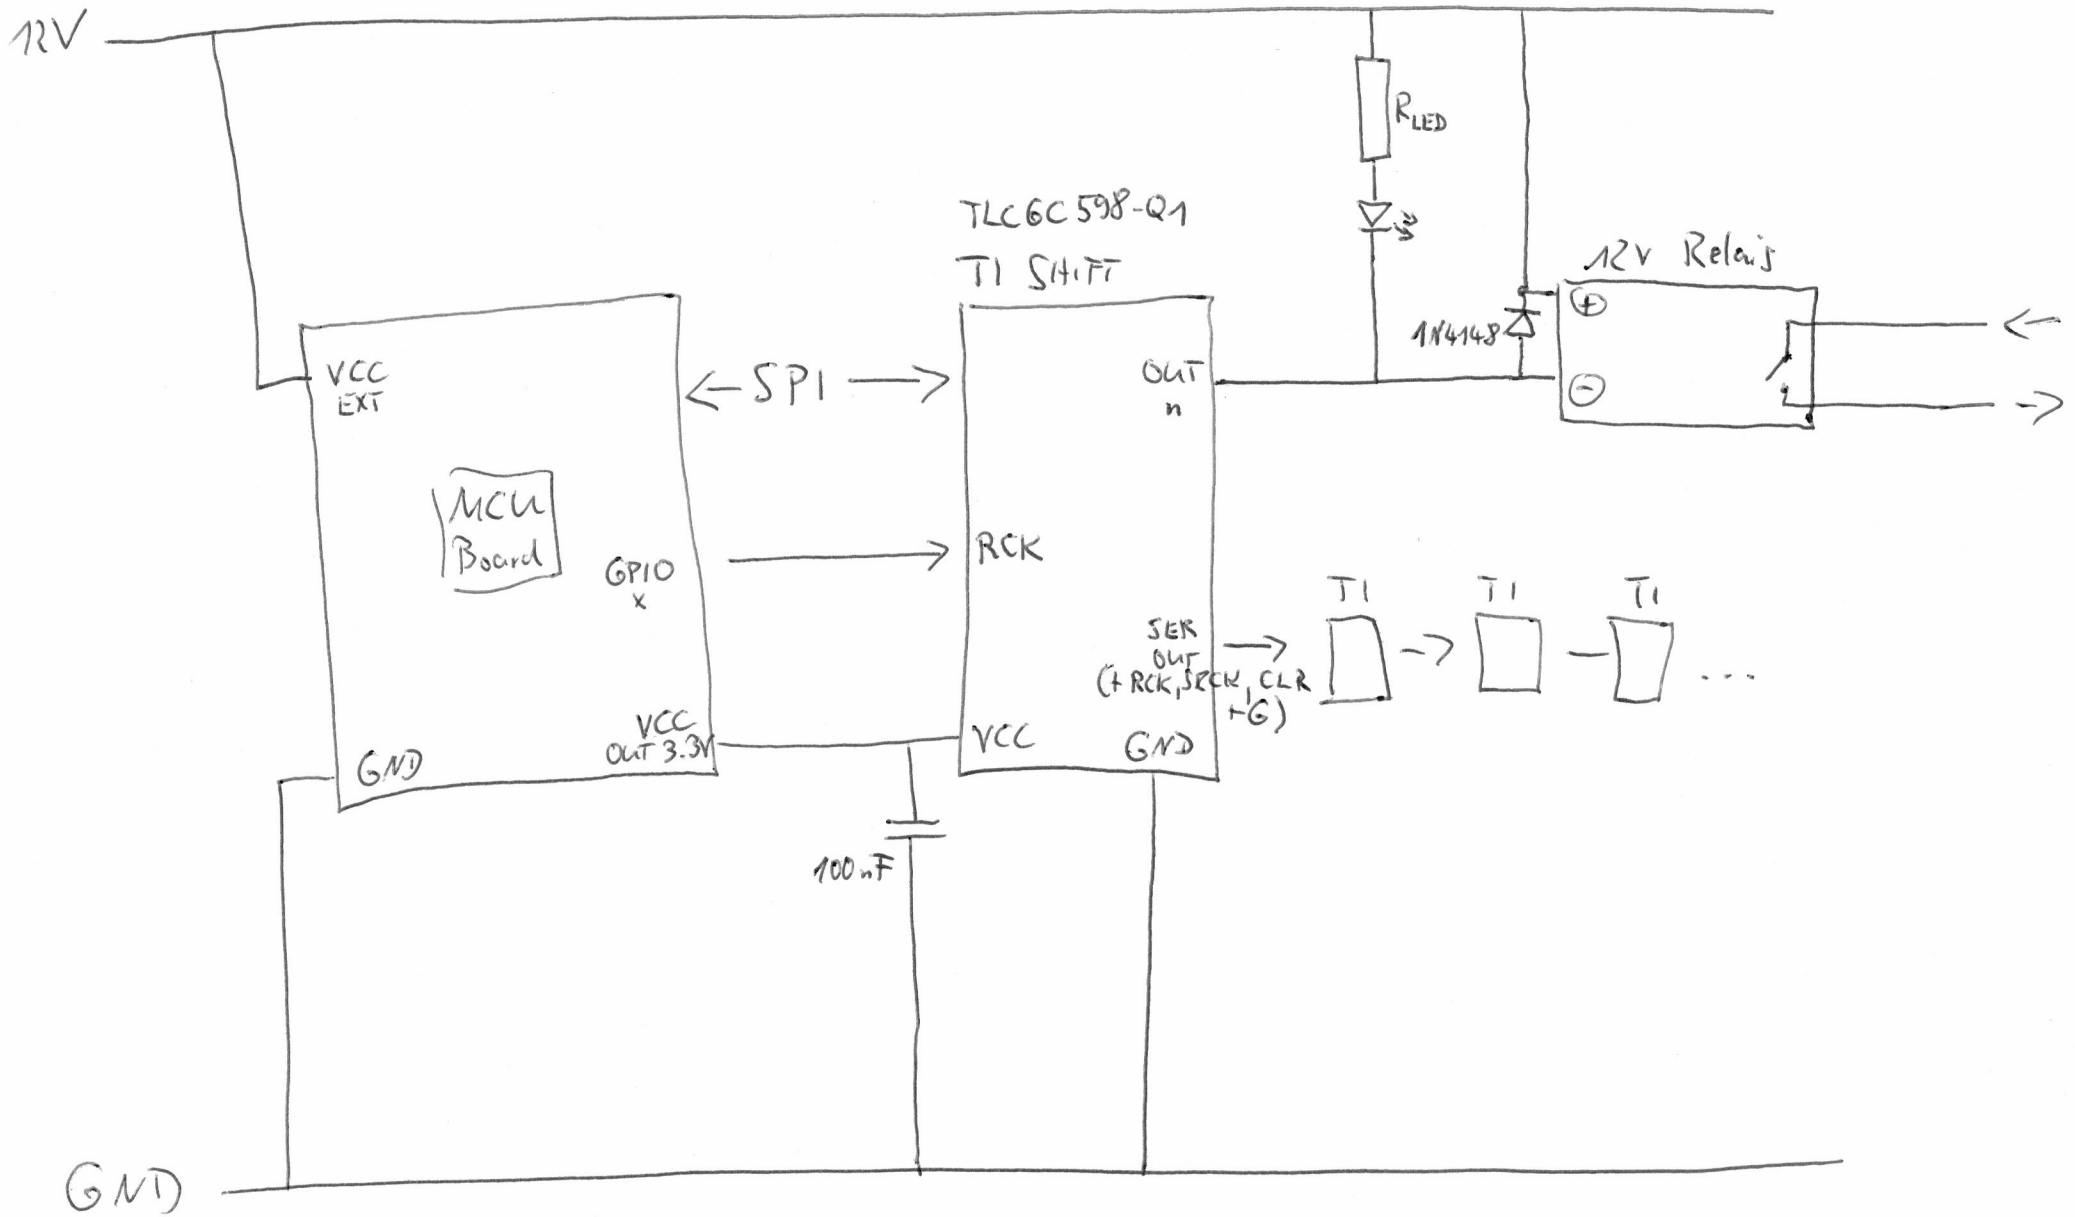 12V
RLED
TLC6C598-Q1
TI SHIFT
12V Relais
+
1N4148
-
VCC
EXT
SPI
OUT
n
MCU
Board
GPIO
x
RCK
TI TI TI
SER
OUT
(+ RCK, SRCK, CLR
+G)
...
VCC
OUT 3.3V
GND
VCC
GND
100nF
GND